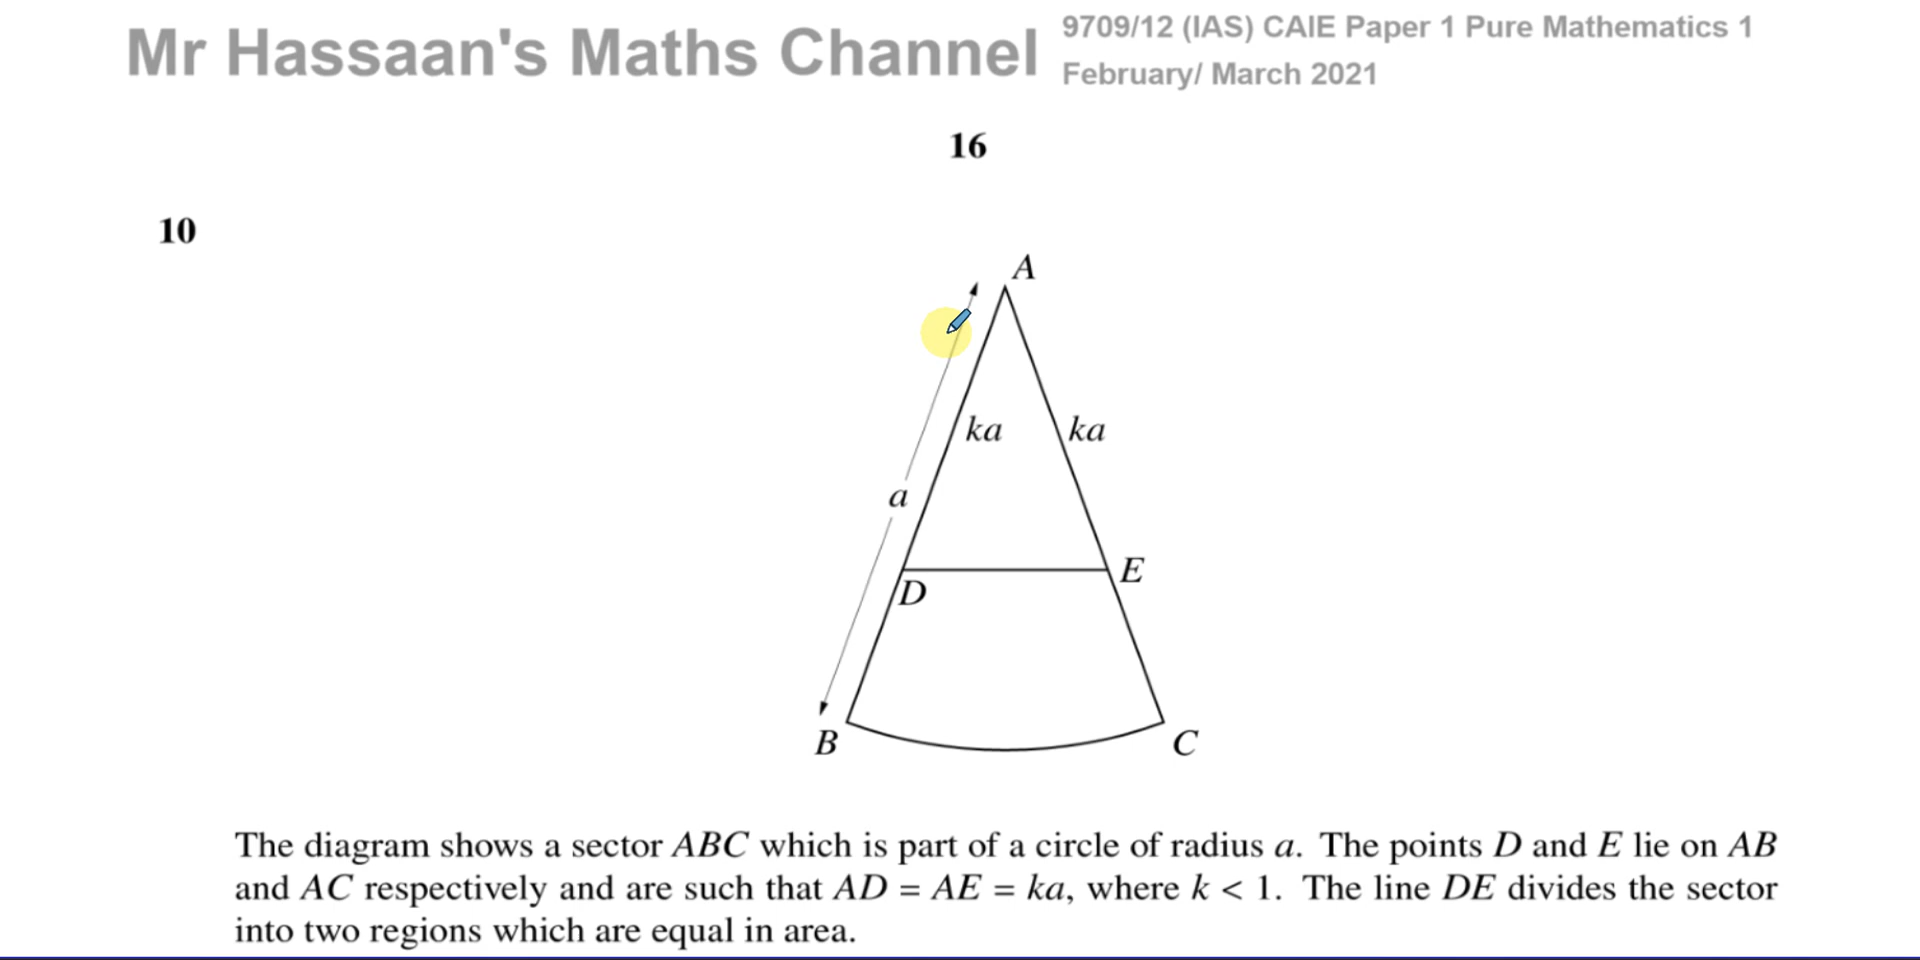 Mr Hassaan's Maths Channel
9709/12 (IAS) CAIE Paper 1 Pure Mathematics 1
February/ March 2021
16
10
A
ka
ka
a
E
D
B
C
The diagram shows a sector ABC which is part of a circle of radius a. The points D and E lie on AB
and AC respectively and are such that AD = AE = ka, where k < 1. The line DE divides the sector
into two regions which are equal in area.